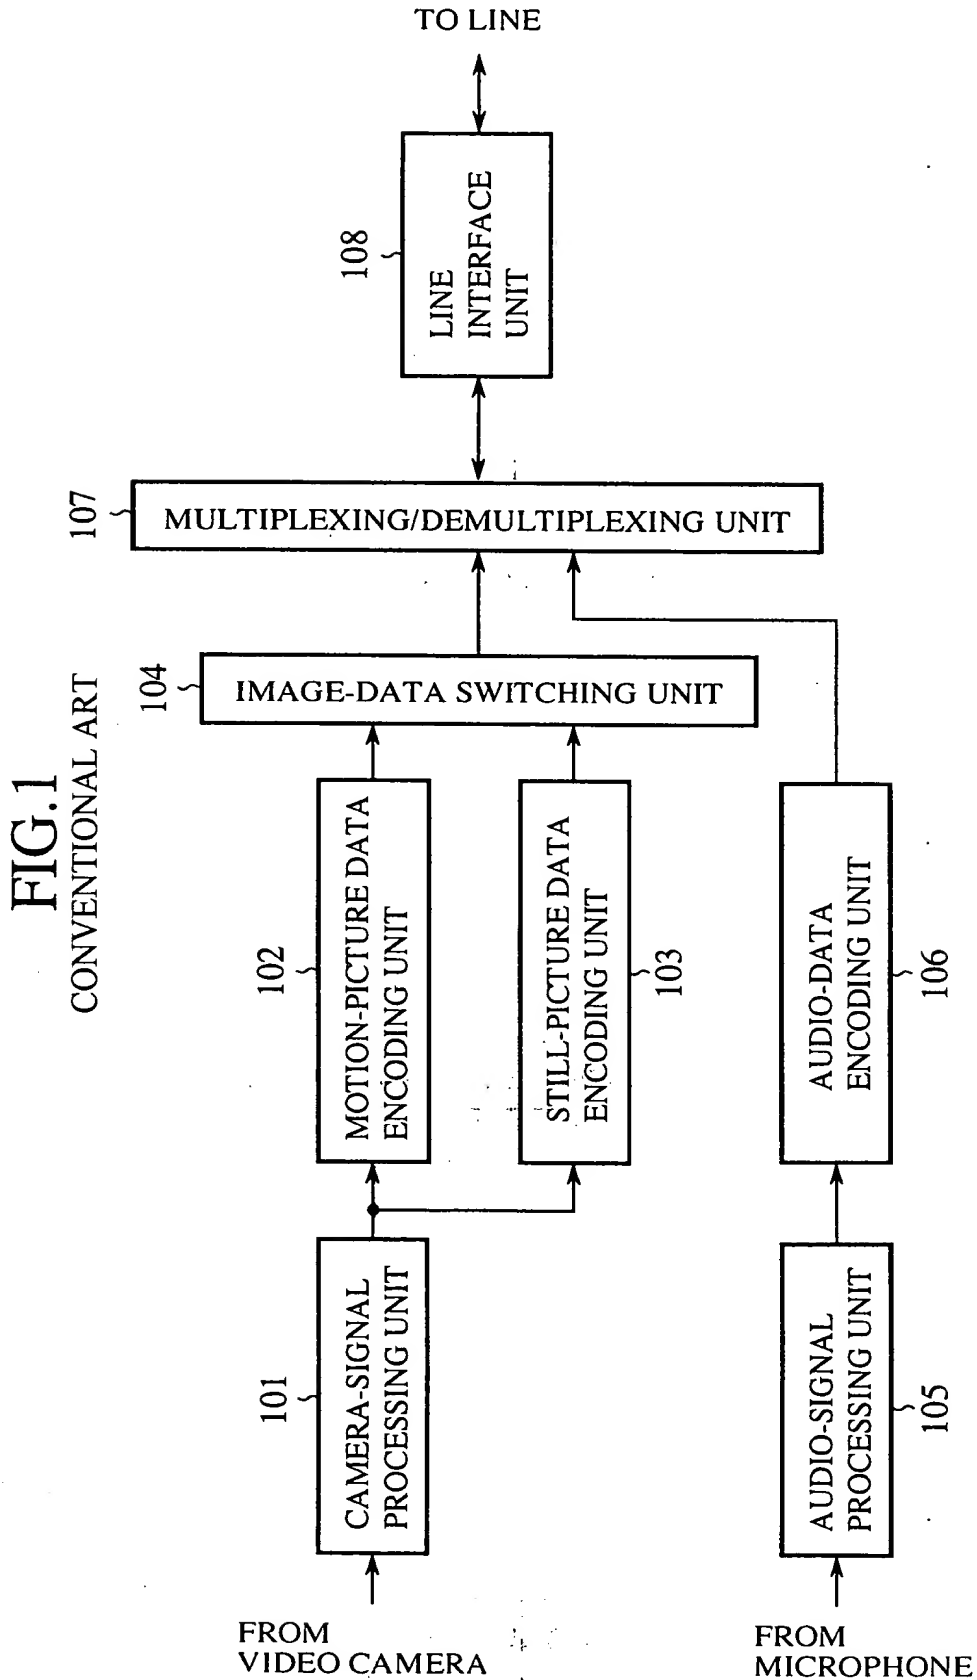 FIG.1
CONVENTIONAL ART
FROM
VIDEO CAMERA
101
CAMERA-SIGNAL
PROCESSING UNIT
102
MOTION-PICTURE DATA
ENCODING UNIT
STILL-PICTURE DATA
ENCODING UNIT
103
104
IMAGE-DATA SWITCHING UNIT
FROM
MICROPHONE
AUDIO-SIGNAL
PROCESSING UNIT
105
AUDIO-DATA
ENCODING UNIT
106
107
MULTIPLEXING/DEMULTIPLEXING UNIT
108
LINE
INTERFACE
UNIT
TO LINE